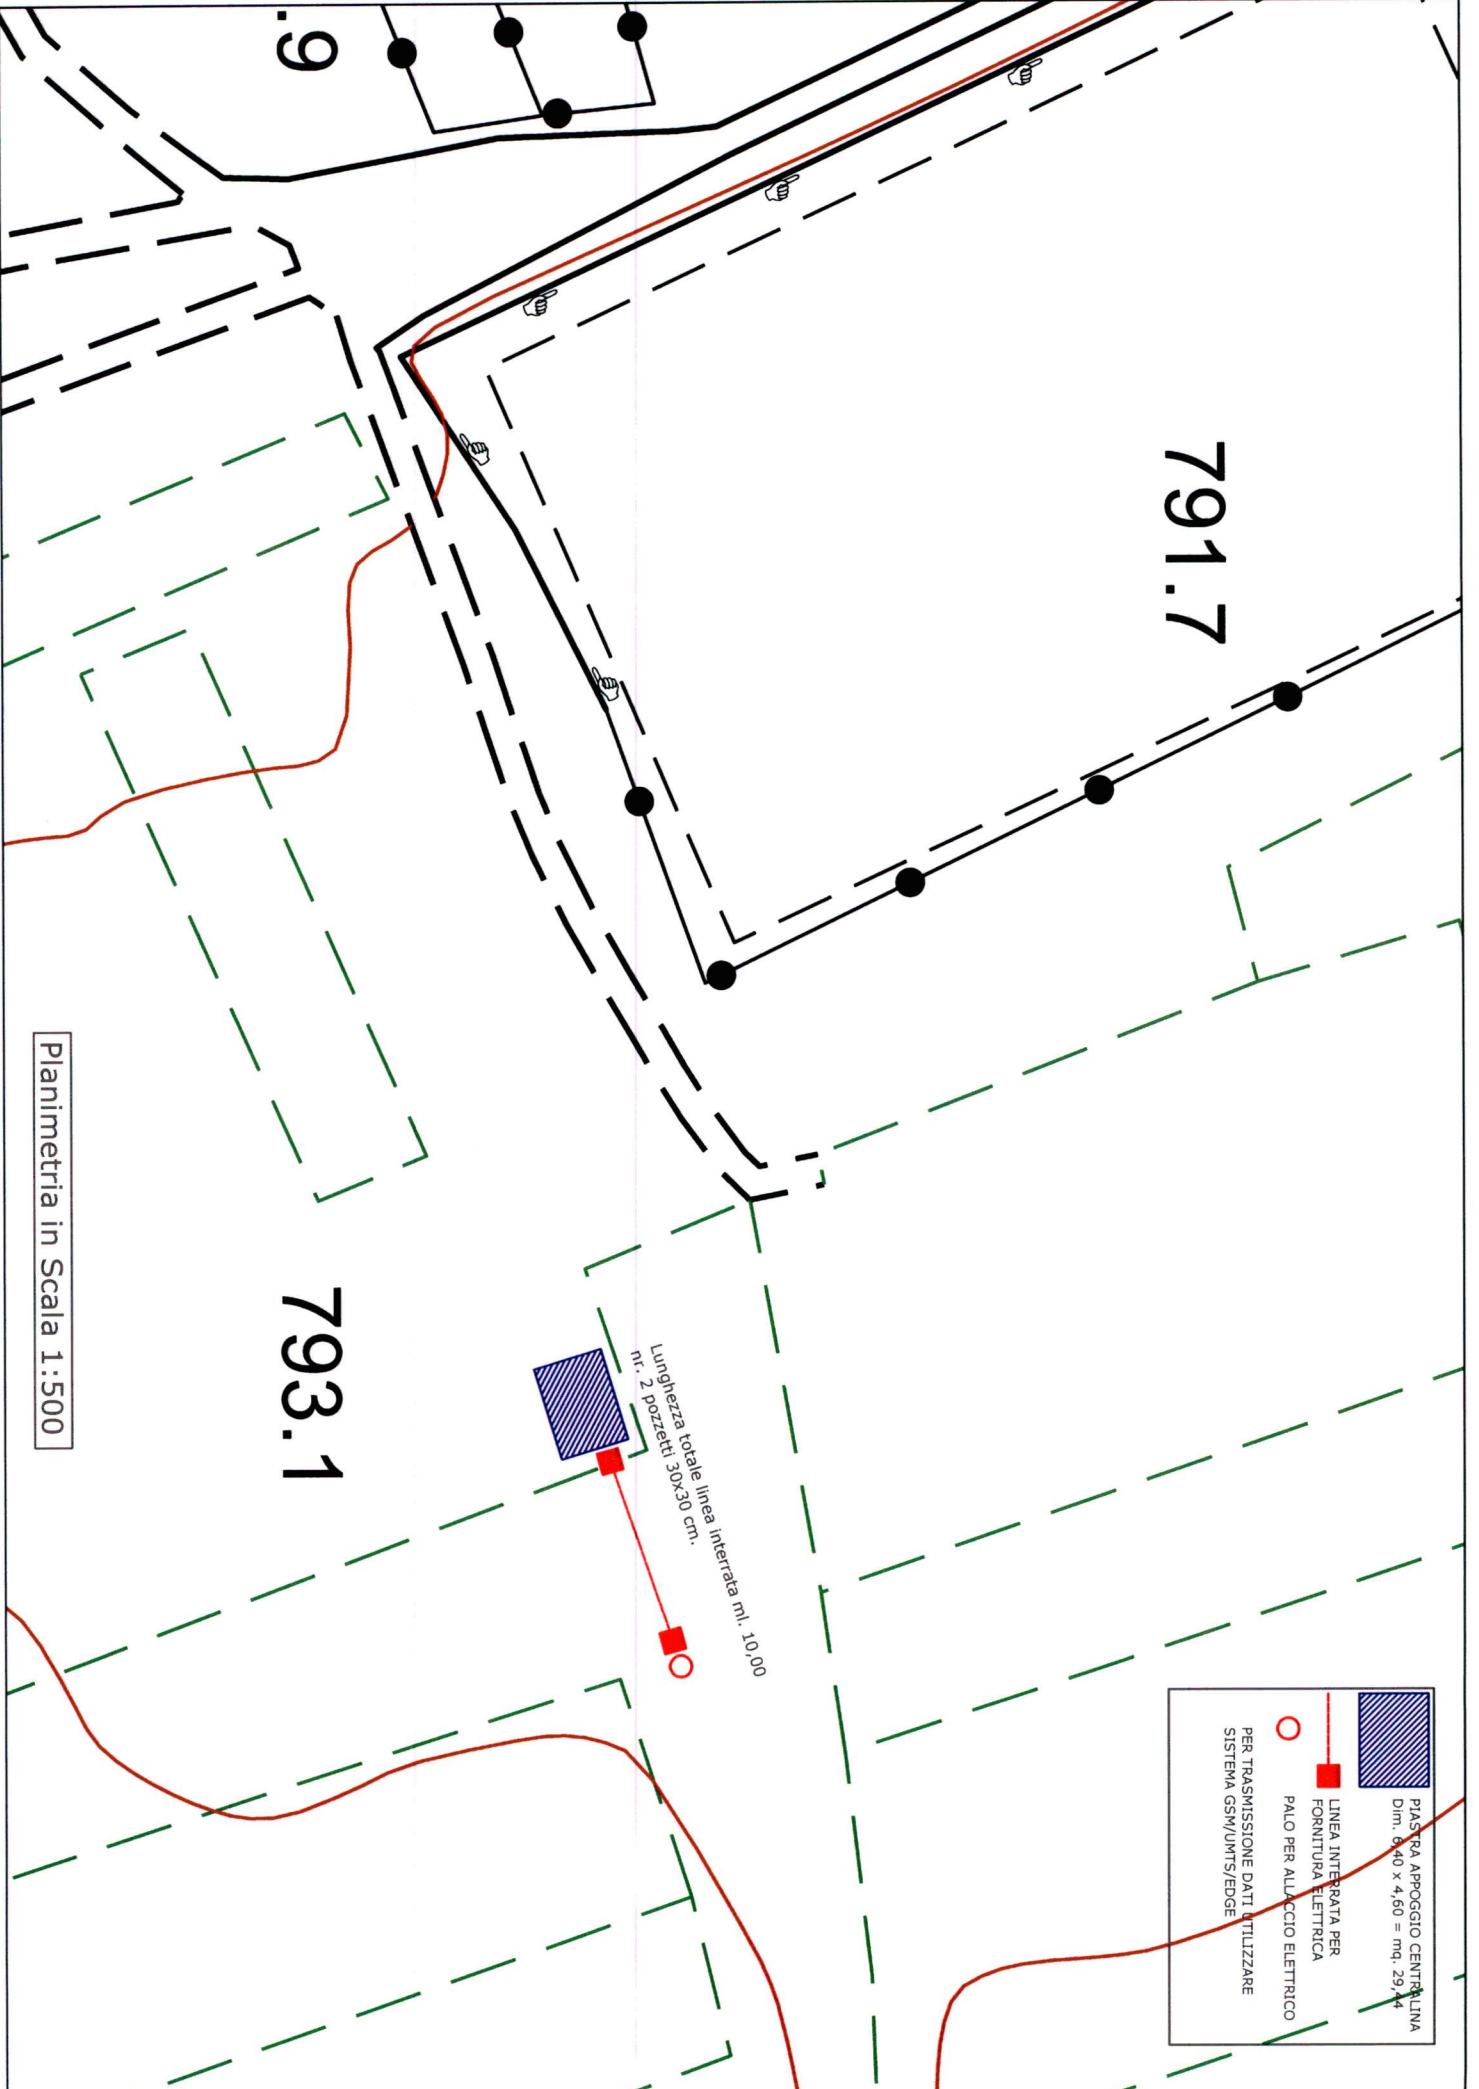 .9
791.7
PIASTRA APPOGGIO CENTRALINA
Dim. 6,40 x 4,60 = mq. 29,44
LINEA INTERRATA PER
FORNITURA ELETTRICA
PALO PER ALLACCIO ELETTRICO
PER TRASMISSIONE DATI UTILIZZARE
SISTEMA GSM/UMTS/EDGE
Lunghezza totale linea interrata ml. 10,00
nr. 2 pozzetti 30x30 cm.
793.1
Planimetria in Scala 1:500